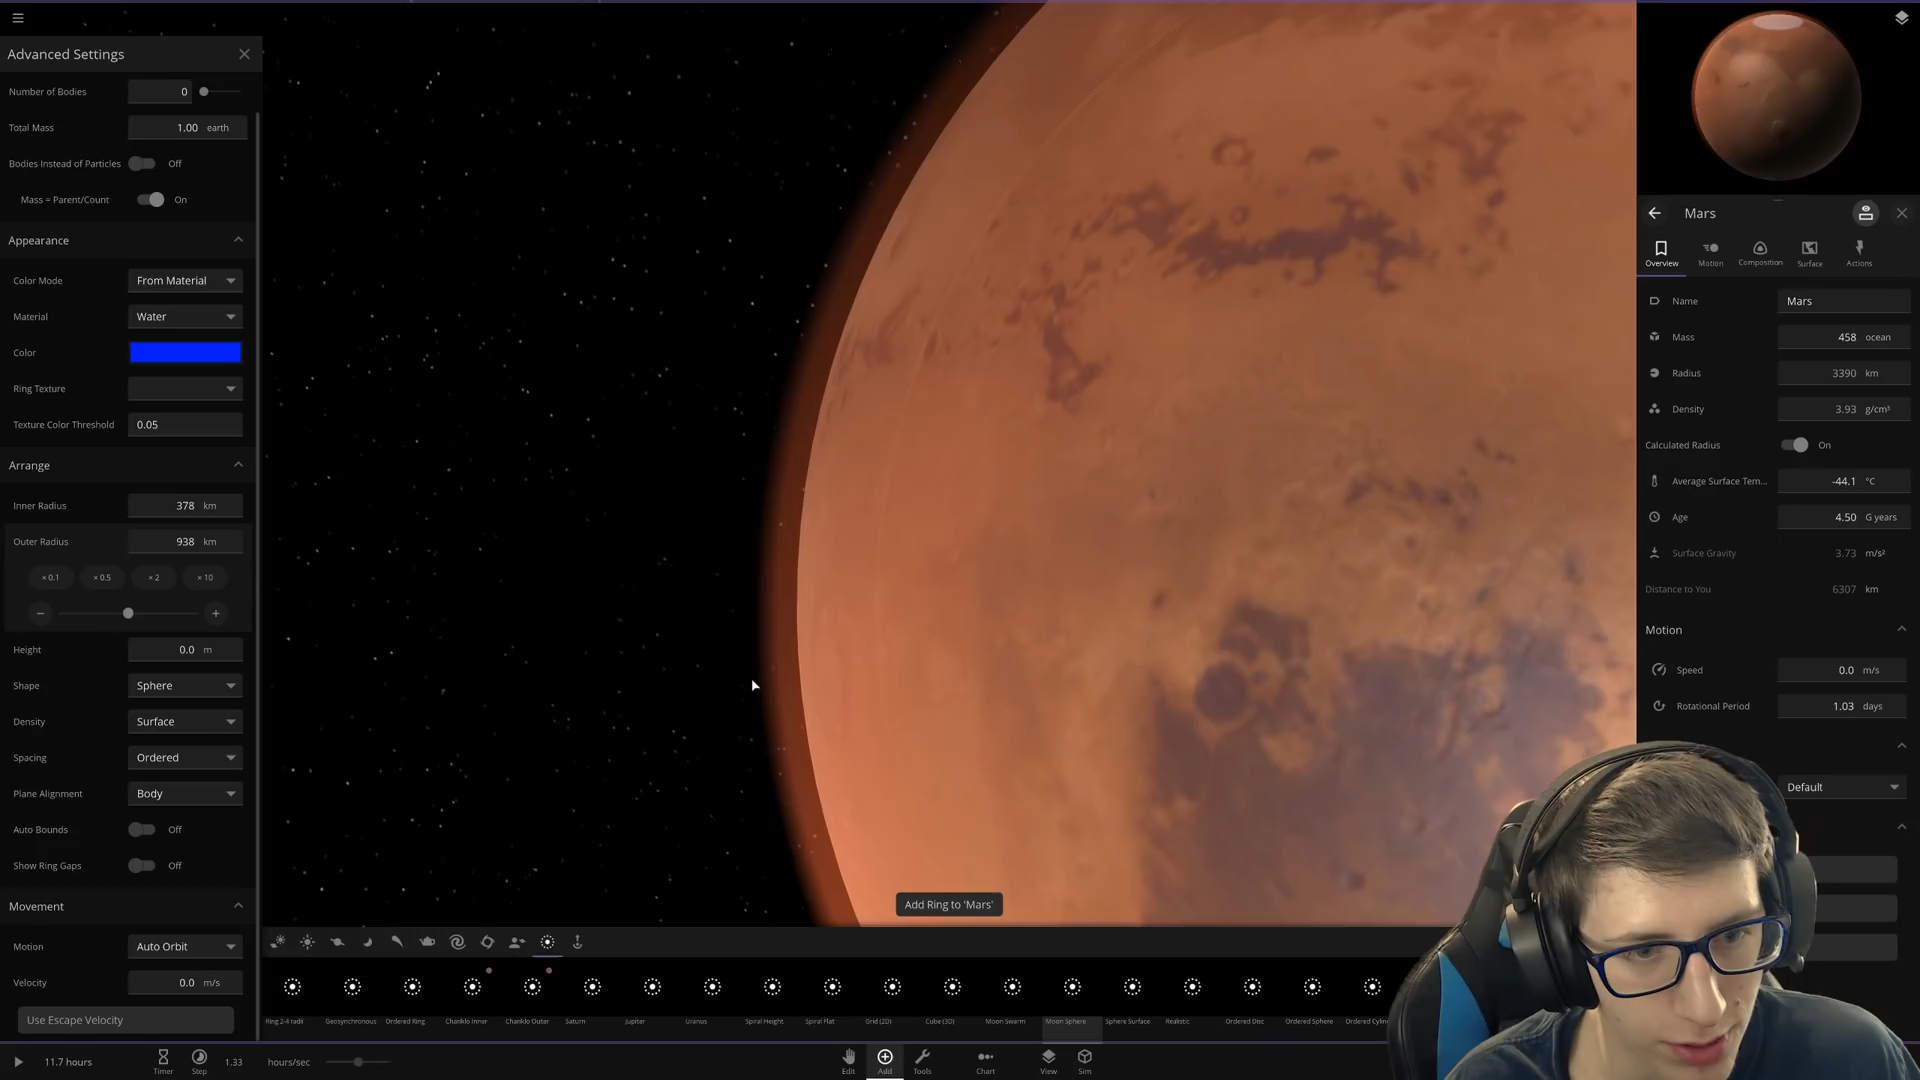 Advanced Settings
Number of Bodies 0
Total Mass 1.00 earth
Bodies Instead of Particles Off
Mass = Parent/Count On
Appearance
Color Mode From Material
Material Water
Color
Ring Texture
Texture Color Threshold 0.05
Arrange
Inner Radius 378 km
Outer Radius 938 km
× 0.1 × 0.5 × 2 × 10
Height 0.0 m
Shape Sphere
Density Surface
Spacing Ordered
Plane Alignment Body
Auto Bounds Off
Show Ring Gaps Off
Movement
Motion Auto Orbit
Velocity 0.0 m/s
Use Escape Velocity
Add Ring to 'Mars'
Ring 2-4 radii Geosynchronous Ordered Ring Chariklo Inner Chariklo Outer Saturn Jupiter Uranus Spiral Height Spiral Flat Grid (2D) Cube (3D) Moon Swarm Moon Sphere Sphere Surface Realistic Ordered Disc Ordered Sphere
11.7 hours Timer Step 1.33 hours/sec
Edit Add Tools Chart View Sim
Mars
Overview Motion Composition Surface Actions
Name Mars
Mass 458 ocean
Radius 3390 km
Density 3.93 g/cm³
Calculated Radius On
Average Surface Tem... -44.1 °C
Age 4.50 G years
Surface Gravity 3.73 m/s²
Distance to You 6307 km
Motion
Speed 0.0 m/s
Rotational Period 1.03 days
Default